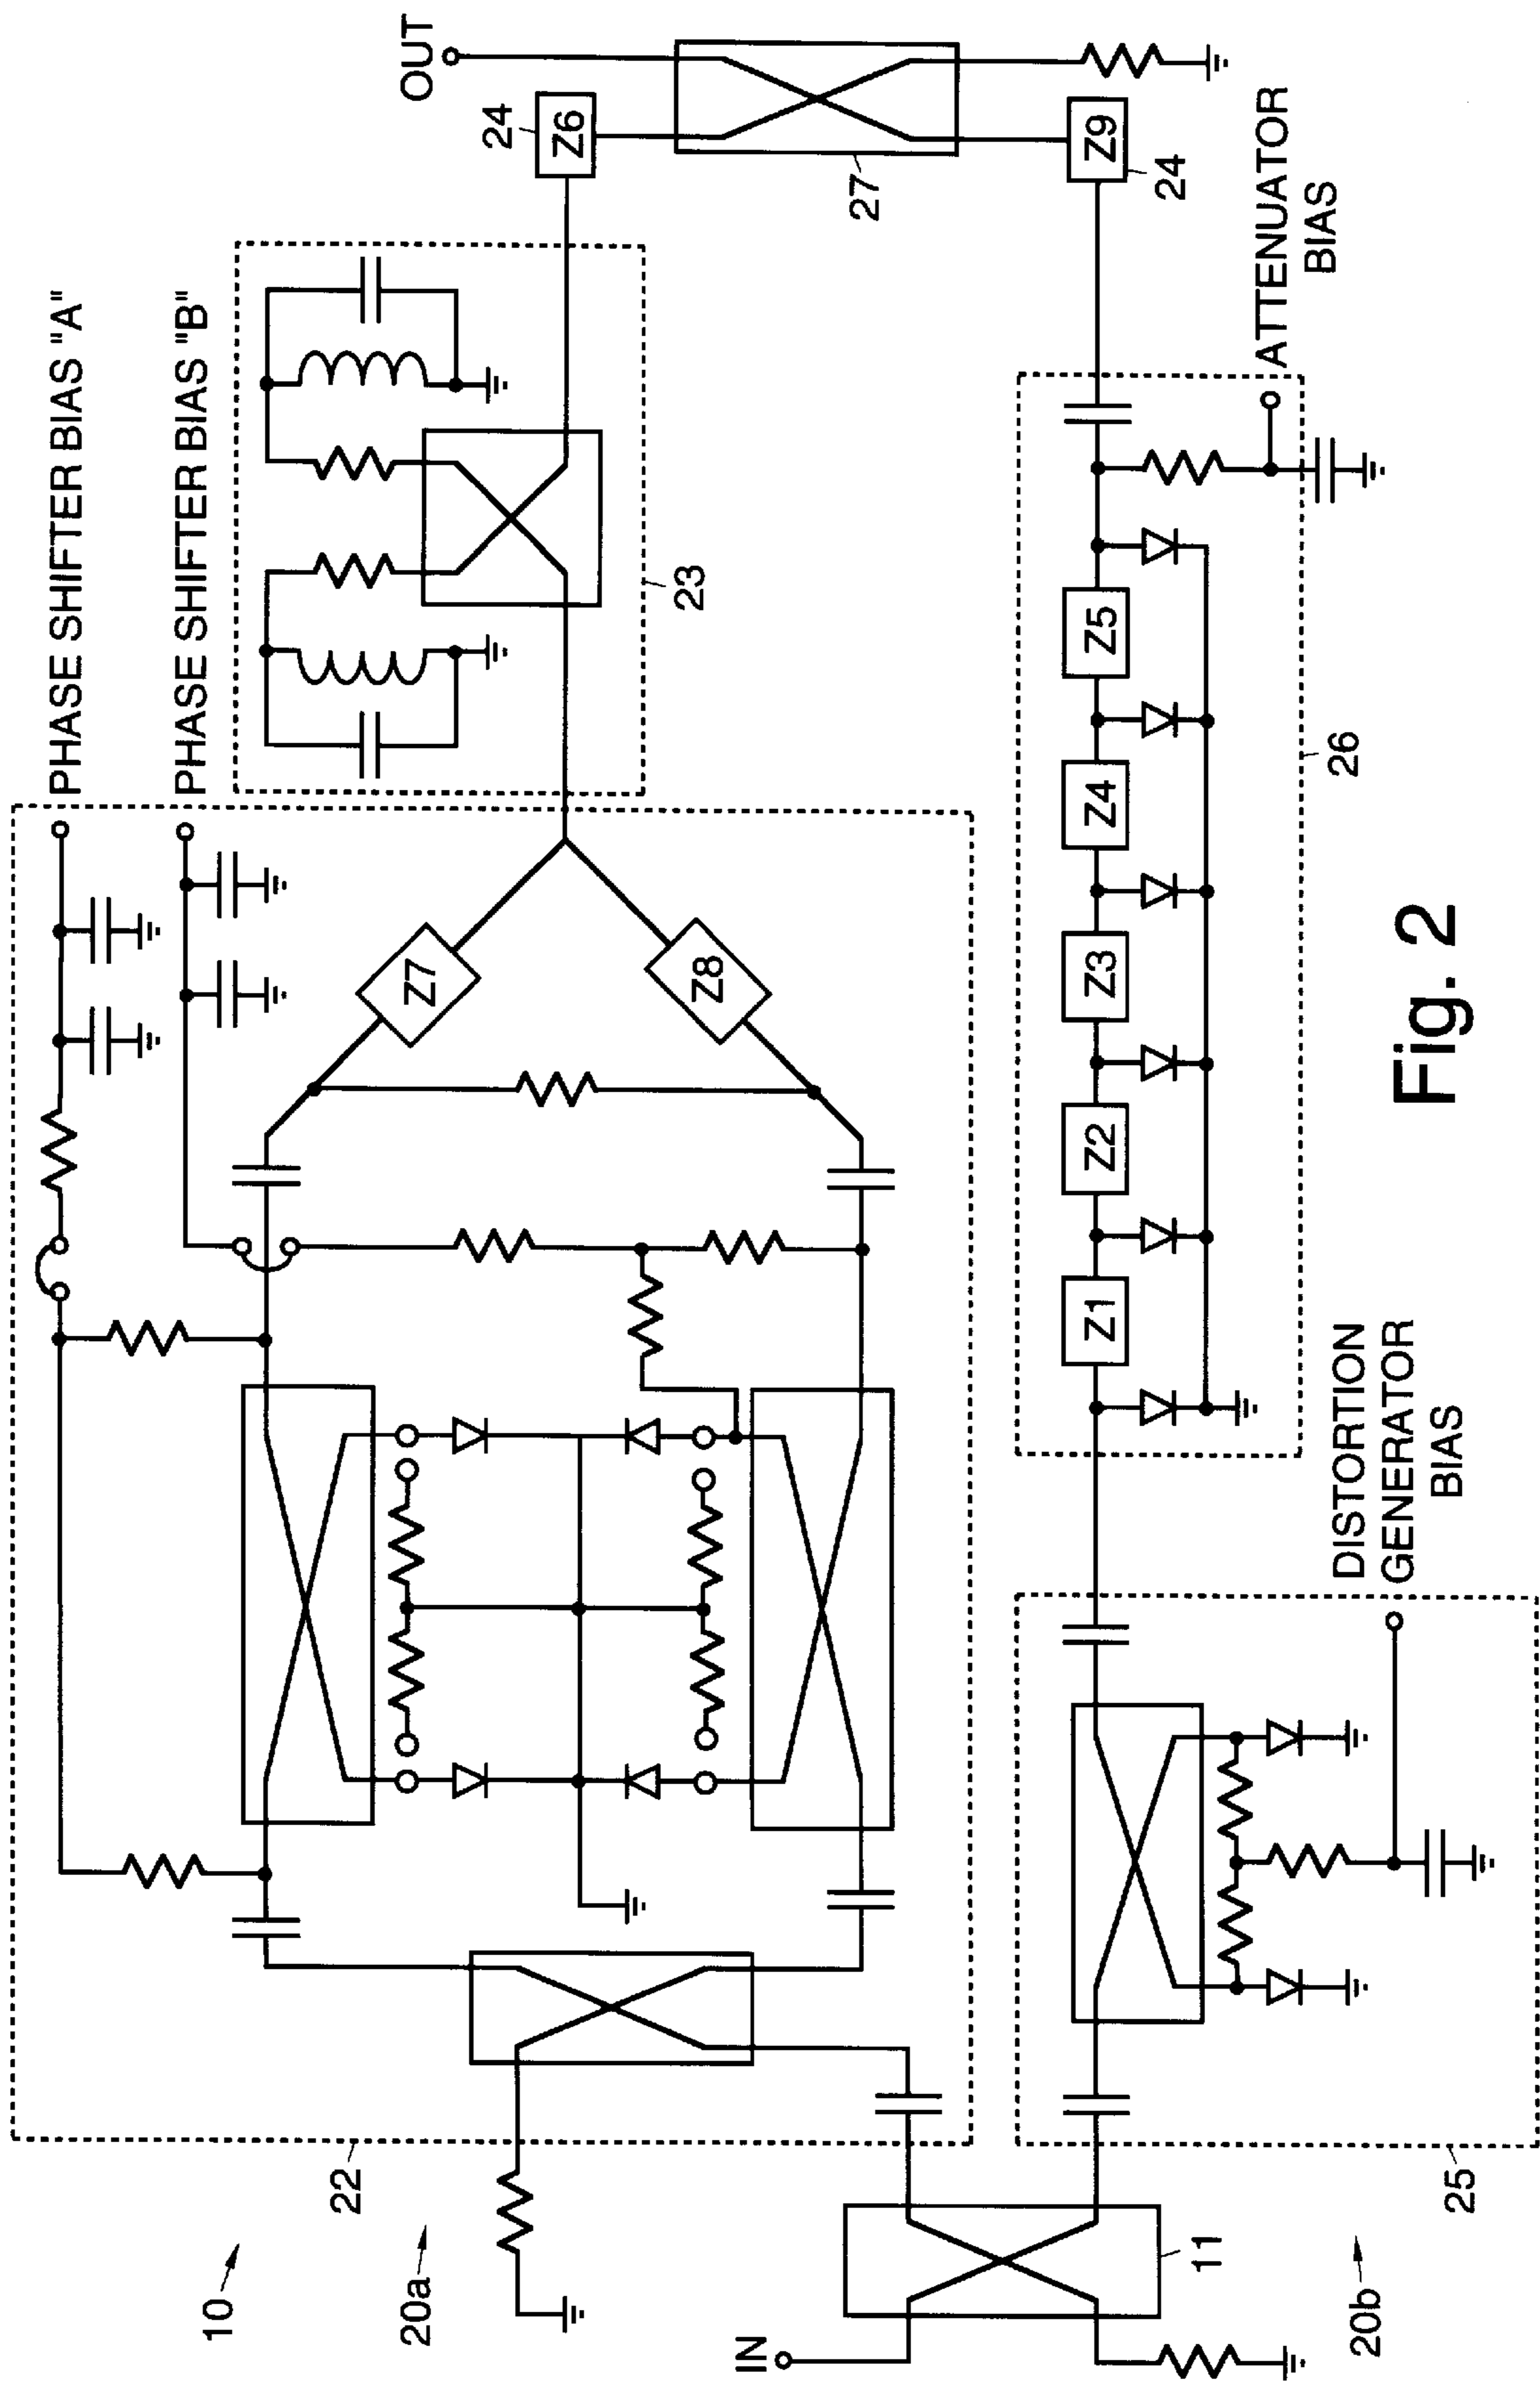 PHASE SHIFTER BIAS "A"
PHASE SHIFTER BIAS "B"
OUT
24
Z6
27
Z9
24
23
22
Z7
Z8
10
20a
IN
11
20b
25
DISTORTION
GENERATOR
BIAS
Z1
Z2
Z3
Z4
Z5
26
ATTENUATOR
BIAS
Fig. 2